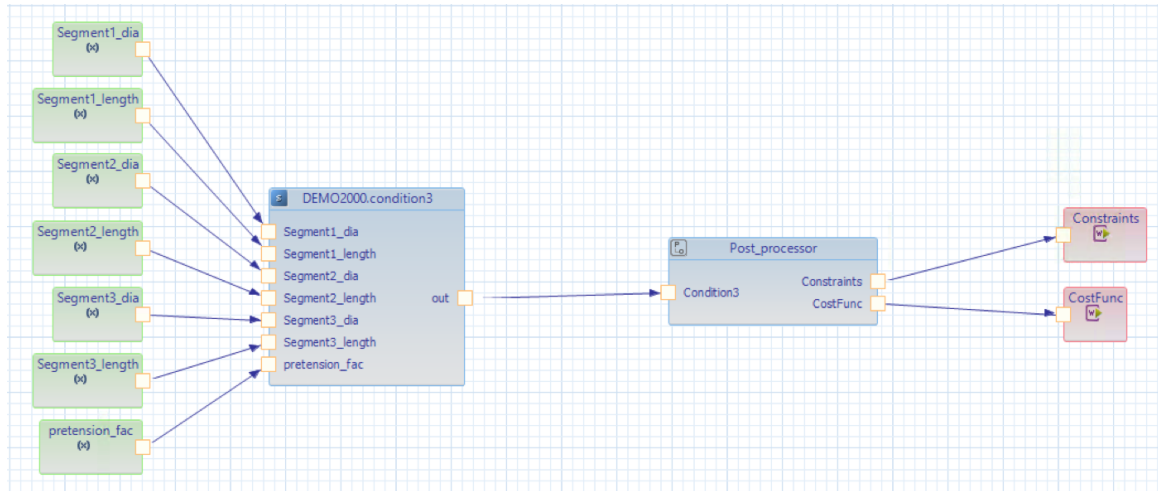 Segment1_dia
(x)
Segment1_length
(x)
Segment2_dia
(x)
Segment2_length
(x)
Segment3_dia
(x)
Segment3_length
(x)
pretension_fac
(x)
s DEMO2000.condition3
Segment1_dia
Segment1_length
Segment2_dia
Segment2_length
Segment3_dia
Segment3_length
pretension_fac
out
Post_processor
Condition3
Constraints
CostFunc
Constraints
W
CostFunc
W